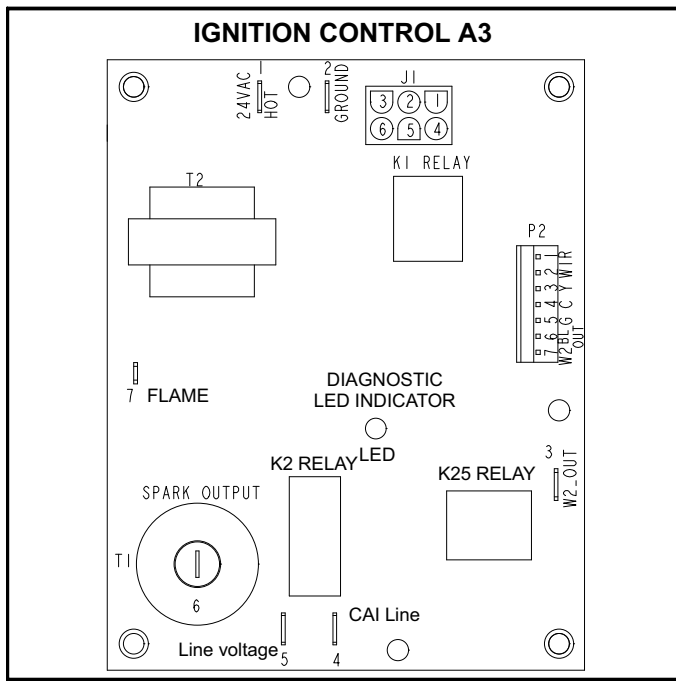 IGNITION CONTROL A3
1
24VAC
HOT
2
GROUND
J1
3 2 1
6 5 4
K1 RELAY
T2
P2
1 R
2 W1
3 Y
4 C
5 G
6 BL
7 W2
OUT
7 FLAME
DIAGNOSTIC
LED INDICATOR
LED
K2 RELAY
K25 RELAY
3
W2_OUT
SPARK OUTPUT
T1
6
CAI Line
4
Line voltage
5